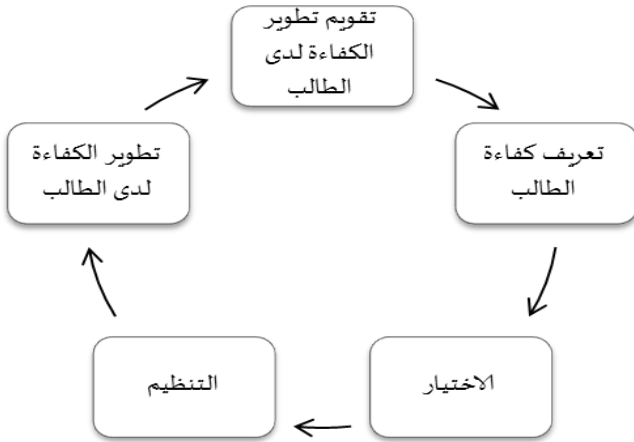 تقويم تطوير
الكفاءة لدى
الطالب
تعريف كفاءة
الطالب
الاختيار
التنظيم
تطوير الكفاءة
لدى الطالب